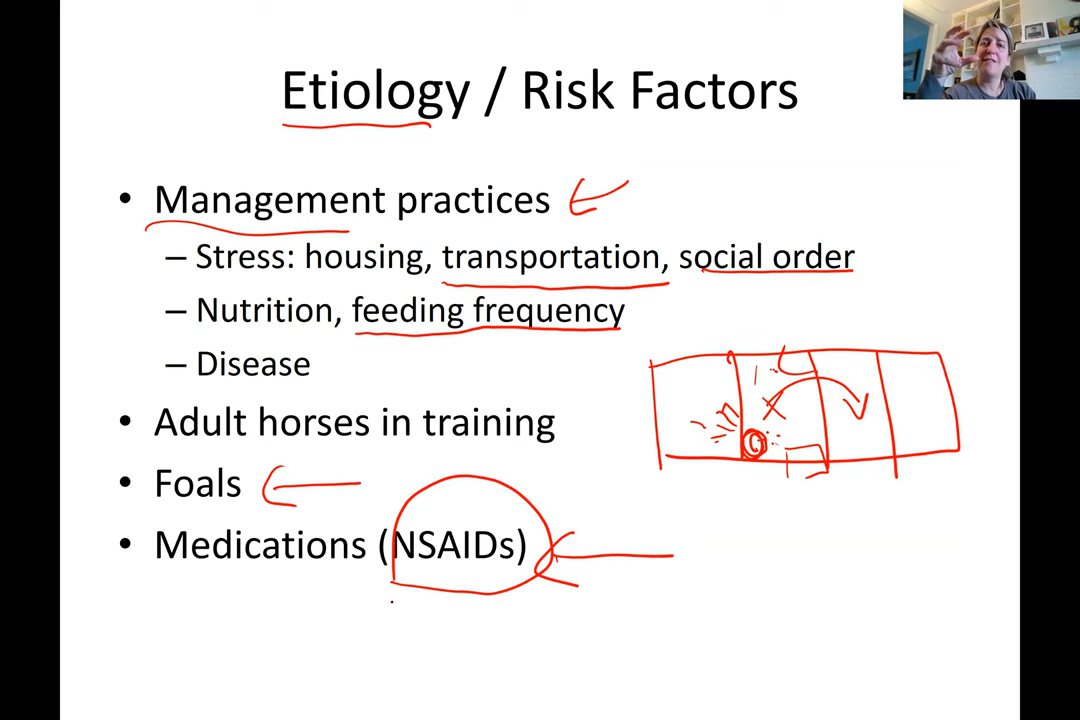 Etiology / Risk Factors
• Management practices
– Stress: housing, transportation, social order
– Nutrition, feeding frequency
– Disease
• Adult horses in training
• Foals
• Medications (NSAIDs)